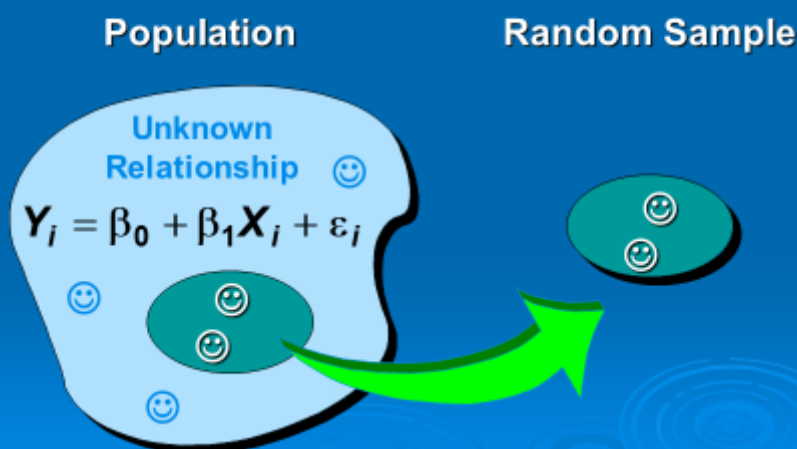 Population
Random Sample
Unknown
Relationship
Yᵢ = β₀ + β₁Xᵢ + εᵢ